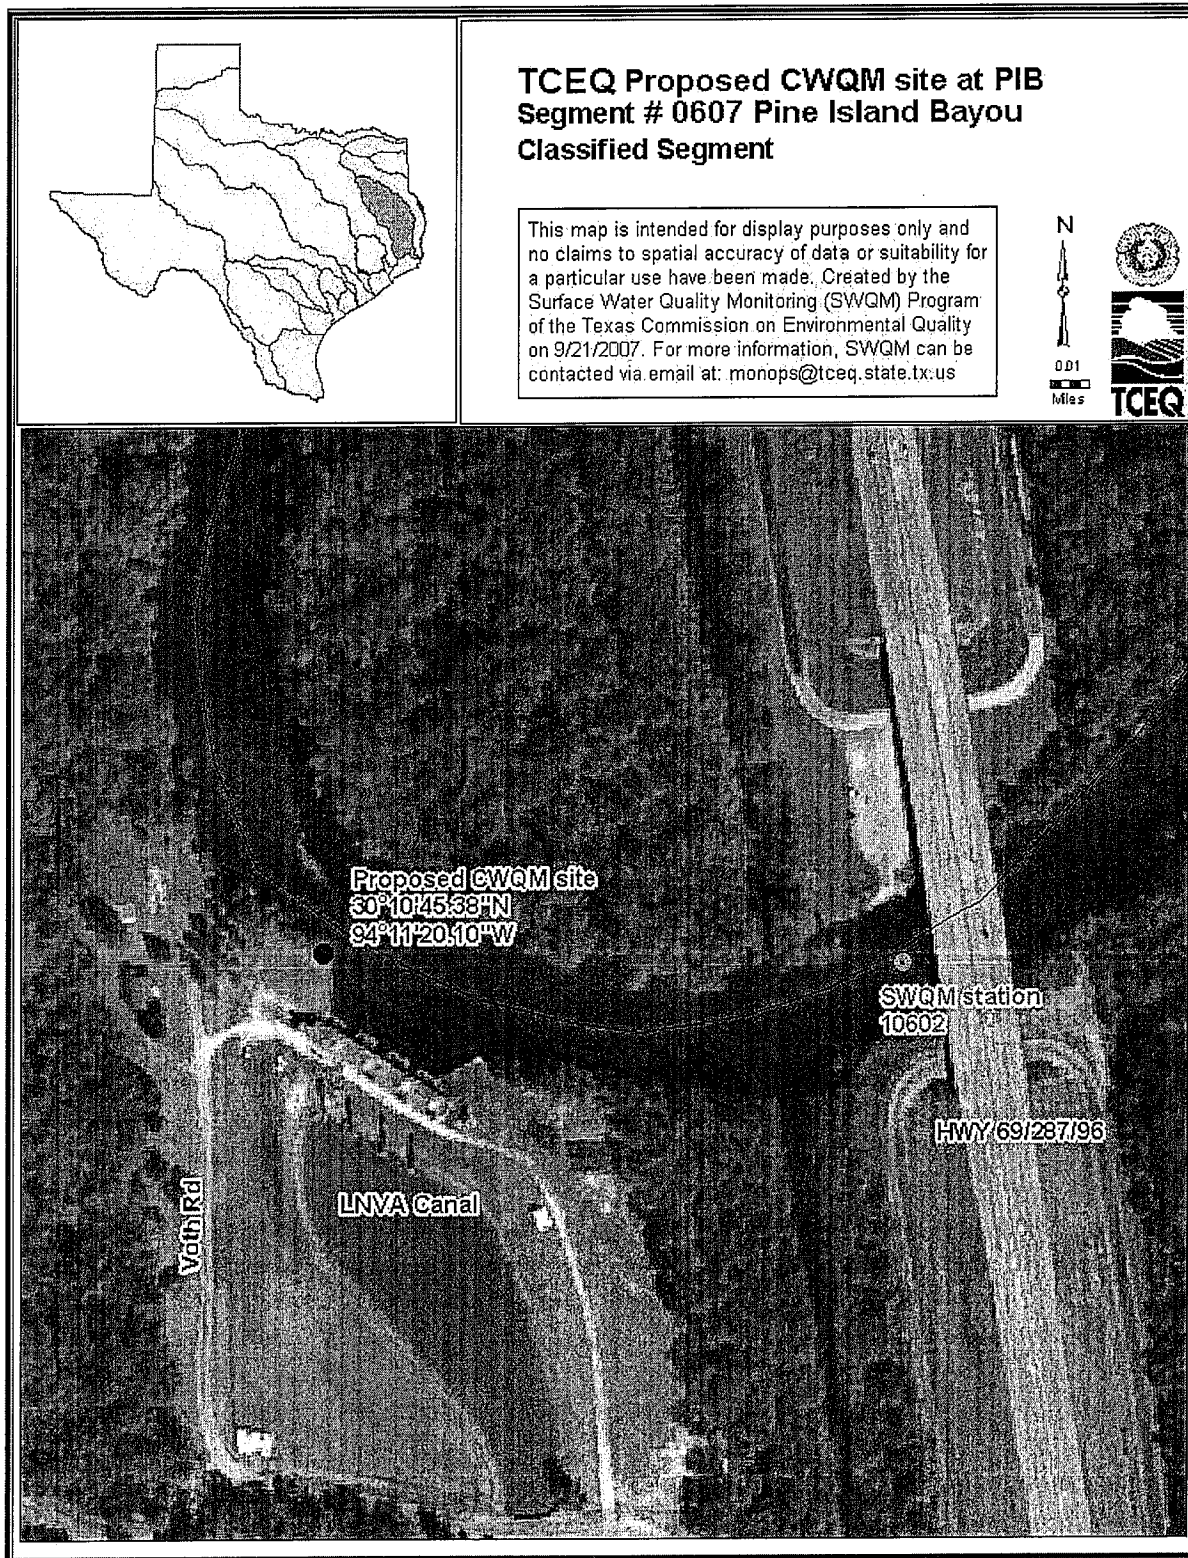 TCEQ Proposed CWQM site at PIB
Segment # 0607 Pine Island Bayou
Classified Segment
This map is intended for display purposes only and
no claims to spatial accuracy of data or suitability for
a particular use have been made. Created by the
Surface Water Quality Monitoring (SWQM) Program
of the Texas Commission on Environmental Quality
on 9/21/2007. For more information, SWQM can be
contacted via email at: monops@tceq.state.tx.us
N
0.01
Miles
TCEQ
Proposed CWQM site
30°10'45.38"N
94°11'20.10"W
SWQM station
10602
HWY 69/287/96
LNVA Canal
Voth Rd